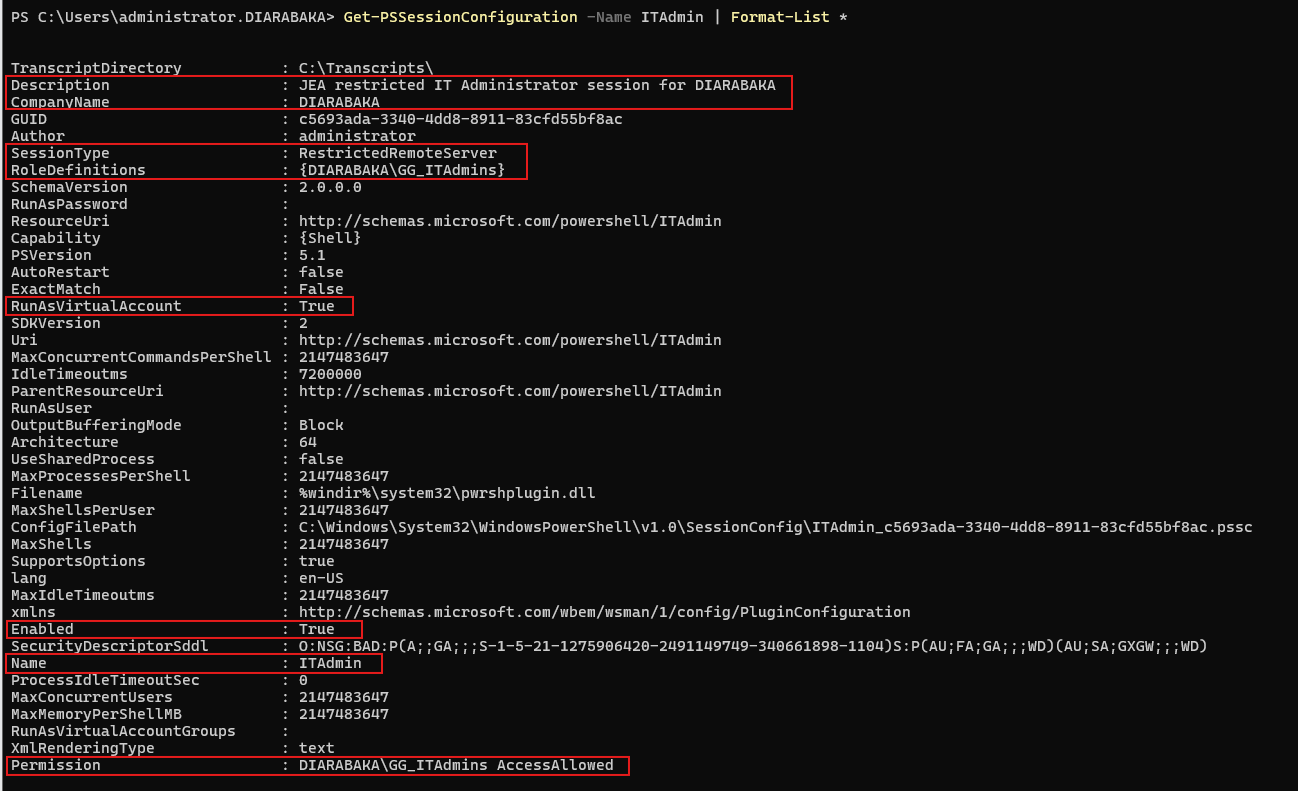 PS C:\Users\administrator.DIARABAKA> Get-PSSessionConfiguration -Name ITAdmin | Format-List *
TranscriptDirectory : C:\Transcripts\
Description : JEA restricted IT Administrator session for DIARABAKA
CompanyName : DIARABAKA
GUID : c5693ada-3340-4dd8-8911-83cfd55bf8ac
Author : administrator
SessionType : RestrictedRemoteServer
RoleDefinitions : {DIARABAKA\GG_ITAdmins}
SchemaVersion : 2.0.0.0
RunAsPassword :
ResourceUri : http://schemas.microsoft.com/powershell/ITAdmin
Capability : {Shell}
PSVersion : 5.1
AutoRestart : false
ExactMatch : False
RunAsVirtualAccount : True
SDKVersion : 2
Uri : http://schemas.microsoft.com/powershell/ITAdmin
MaxConcurrentCommandsPerShell : 2147483647
IdleTimeoutms : 7200000
ParentResourceUri : http://schemas.microsoft.com/powershell/ITAdmin
RunAsUser :
OutputBufferingMode : Block
Architecture : 64
UseSharedProcess : false
MaxProcessesPerShell : 2147483647
Filename : %windir%\system32\pwrshplugin.dll
MaxShellsPerUser : 2147483647
ConfigFilePath : C:\Windows\System32\WindowsPowerShell\v1.0\SessionConfig\ITAdmin_c5693ada-3340-4dd8-8911-83cfd55bf8ac.pssc
MaxShells : 2147483647
SupportsOptions : true
lang : en-US
MaxIdleTimeoutms : 2147483647
xmlns : http://schemas.microsoft.com/wbem/wsman/1/config/PluginConfiguration
Enabled : True
SecurityDescriptorSddl : O:NSG:BAD:P(A;;GA;;;S-1-5-21-1275906420-2491149749-340661898-1104)S:P(AU;FA;GA;;;WD)(AU;SA;GXGW;;;WD)
Name : ITAdmin
ProcessIdleTimeoutSec : 0
MaxConcurrentUsers : 2147483647
MaxMemoryPerShellMB : 2147483647
RunAsVirtualAccountGroups :
XmlRenderingType : text
Permission : DIARABAKA\GG_ITAdmins AccessAllowed